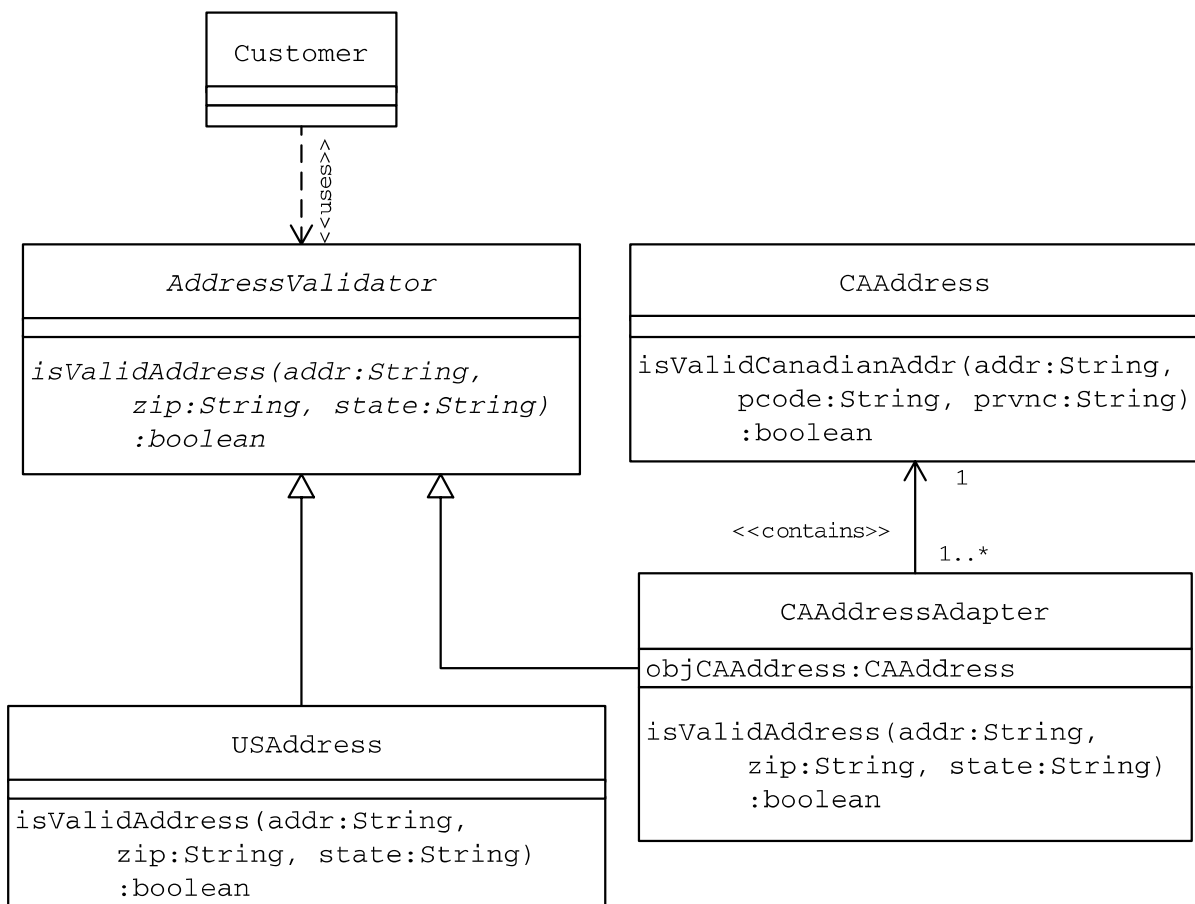 Customer
<<uses>>
AddressValidator
isValidAddress(addr:String,
zip:String, state:String)
:boolean
CAAddress
isValidCanadianAddr(addr:String,
pcode:String, prvnc:String)
:boolean
1
<<contains>>
1..*
CAAddressAdapter
objCAAddress:CAAddress
isValidAddress(addr:String,
zip:String, state:String)
:boolean
USAddress
isValidAddress(addr:String,
zip:String, state:String)
:boolean